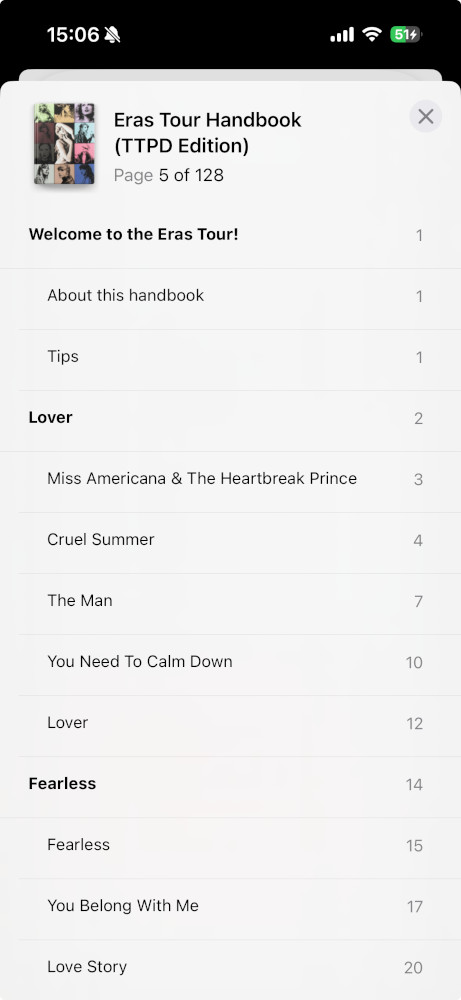 15:06
51
Eras Tour Handbook
(TTPD Edition)
Page 5 of 128
Welcome to the Eras Tour! 1
About this handbook 1
Tips 1
Lover 2
Miss Americana & The Heartbreak Prince 3
Cruel Summer 4
The Man 7
You Need To Calm Down 10
Lover 12
Fearless 14
Fearless 15
You Belong With Me 17
Love Story 20